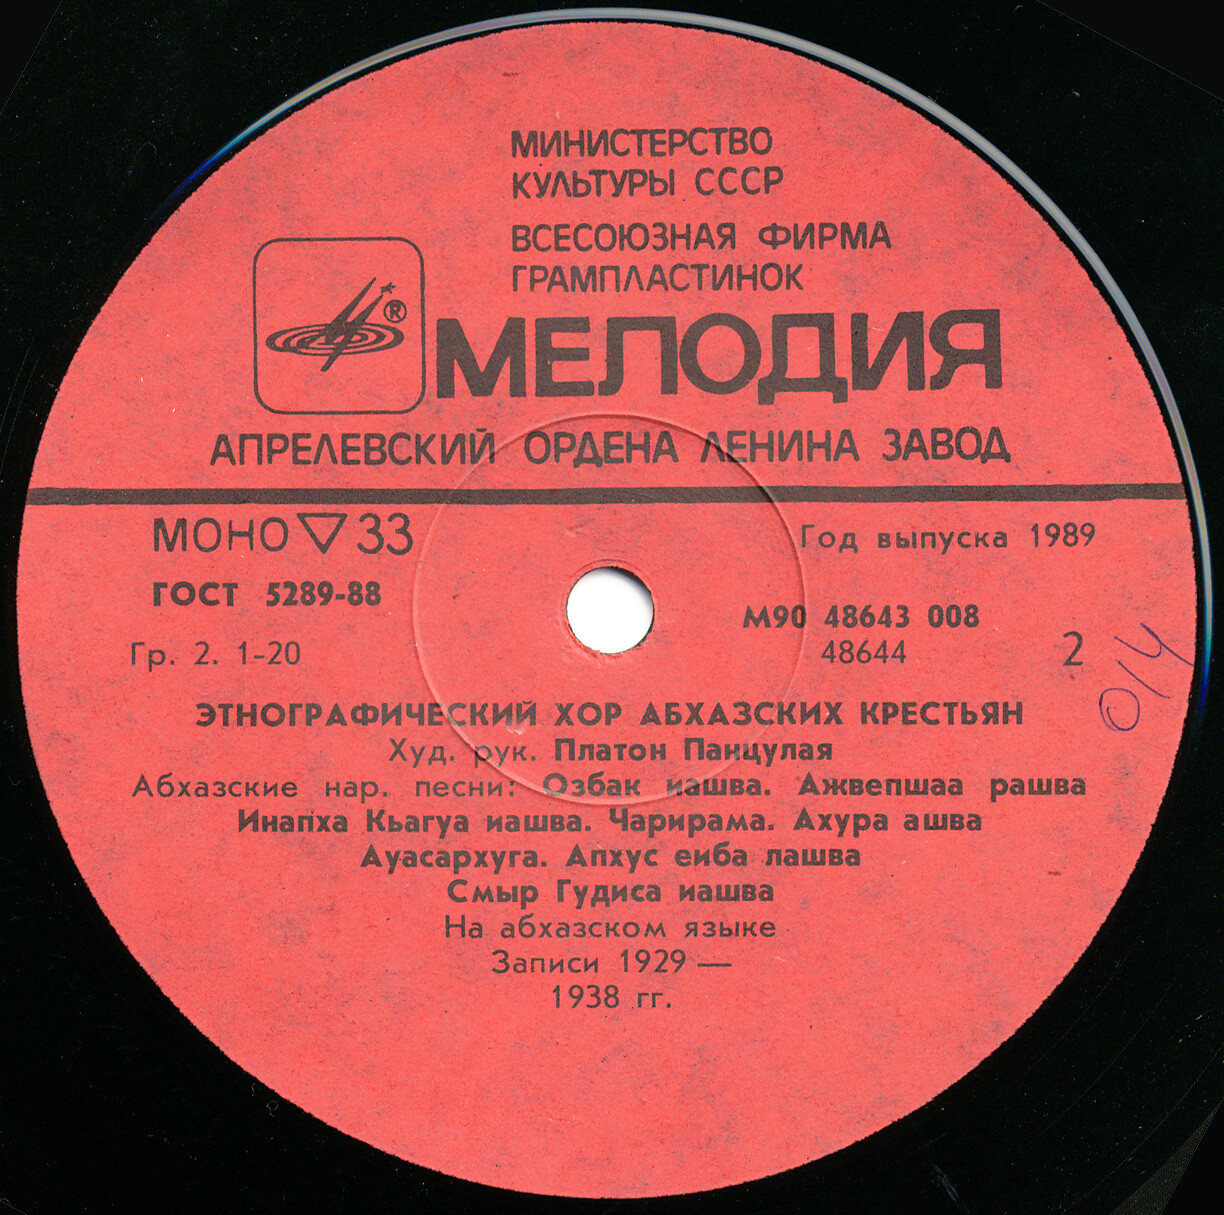 МИНИСТЕРСТВО
КУЛЬТУРЫ СССР
ВСЕСОЮЗНАЯ ФИРМА
ГРАМПЛАСТИНОК
®
МЕЛОДИЯ
АПРЕЛЕВСКИЙ ОРДЕНА ЛЕНИНА ЗАВОД
МОНО ▽ 33
Год выпуска 1989
ГОСТ 5289-88
М90 48643 008
Гр. 2. 1-20
48644
2
014
ЭТНОГРАФИЧЕСКИЙ ХОР АБХАЗСКИХ КРЕСТЬЯН
Худ. рук. Платон Панцулая
Абхазские нар. песни: Озбак иашва. Ажвепшаа рашва
Инапха Кьагуа иашва. Чарирама. Ахура ашва
Ауасархуга. Апхус еиба лашва
Смыр Гудиса иашва
На абхазском языке
Записи 1929 —
1938 гг.